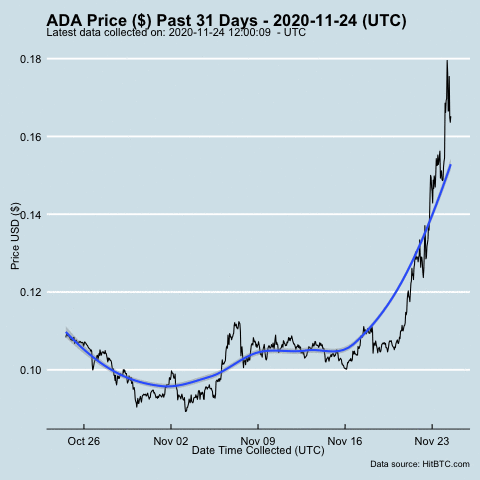 ADA Price ($) Past 31 Days - 2020-11-24 (UTC)
Latest data collected on: 2020-11-24 12:00:09  - UTC
Price USD ($)
0.18
0.16
0.14
0.12
0.10
Oct 26 Nov 02 Nov 09 Nov 16 Nov 23
Date Time Collected (UTC)
Data source: HitBTC.com